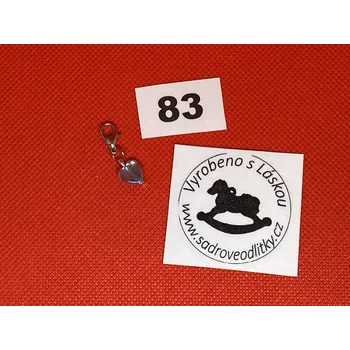 83
Vyrobeno s Láskou
www.sadroveodlitky.cz